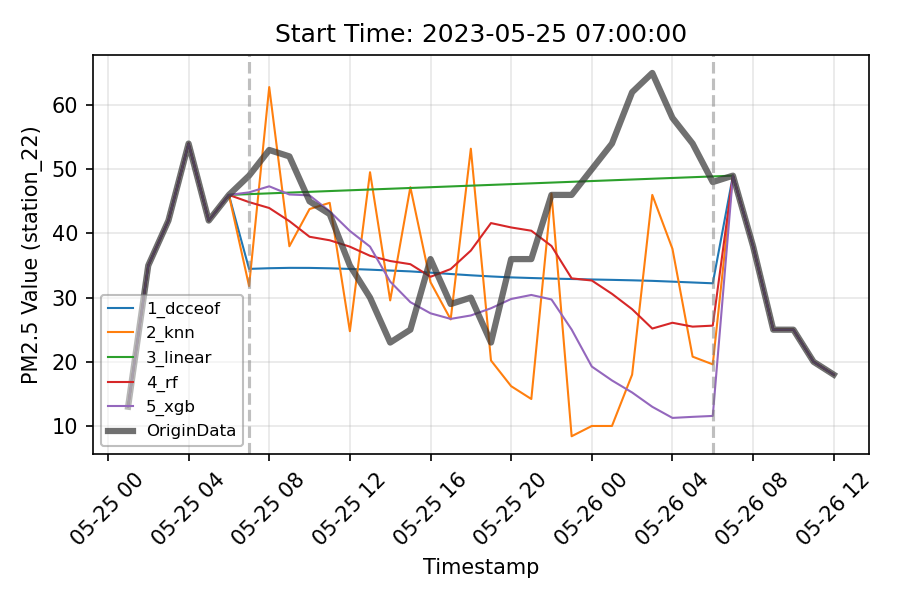 Start Time: 2023-05-25 07:00:00
PM2.5 Value (station_22)
60
50
40
30
20
10
1_dcceof
2_knn
3_linear
4_rf
5_xgb
OriginData
05-25 00
05-25 04
05-25 08
05-25 12
05-25 16
05-25 20
05-26 00
05-26 04
05-26 08
05-26 12
Timestamp